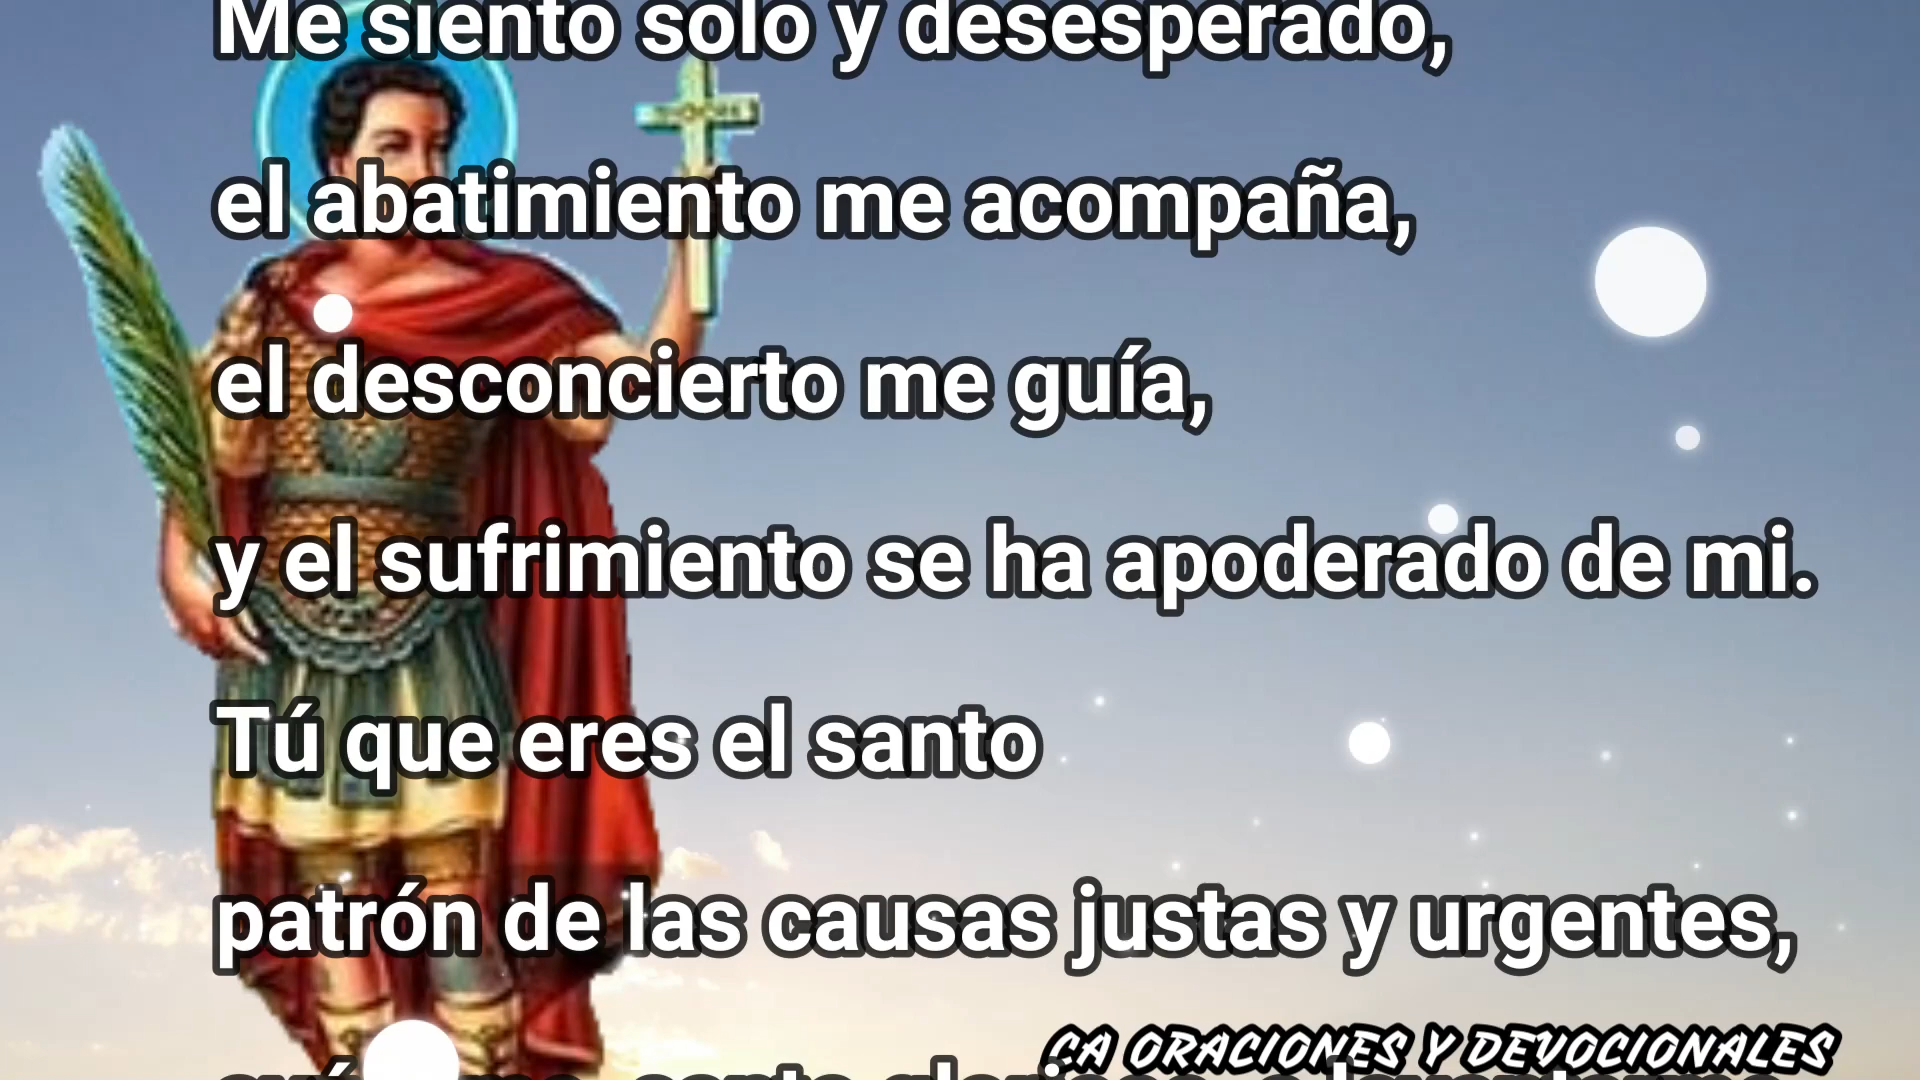 Me siento solo y desesperado,
el abatimiento me acompaña,
el desconcierto me guía,
y el sufrimiento se ha apoderado de mi.
Tú que eres el santo
patrón de las causas justas y urgentes,
CA ORACIONES Y DEVOCIONALES